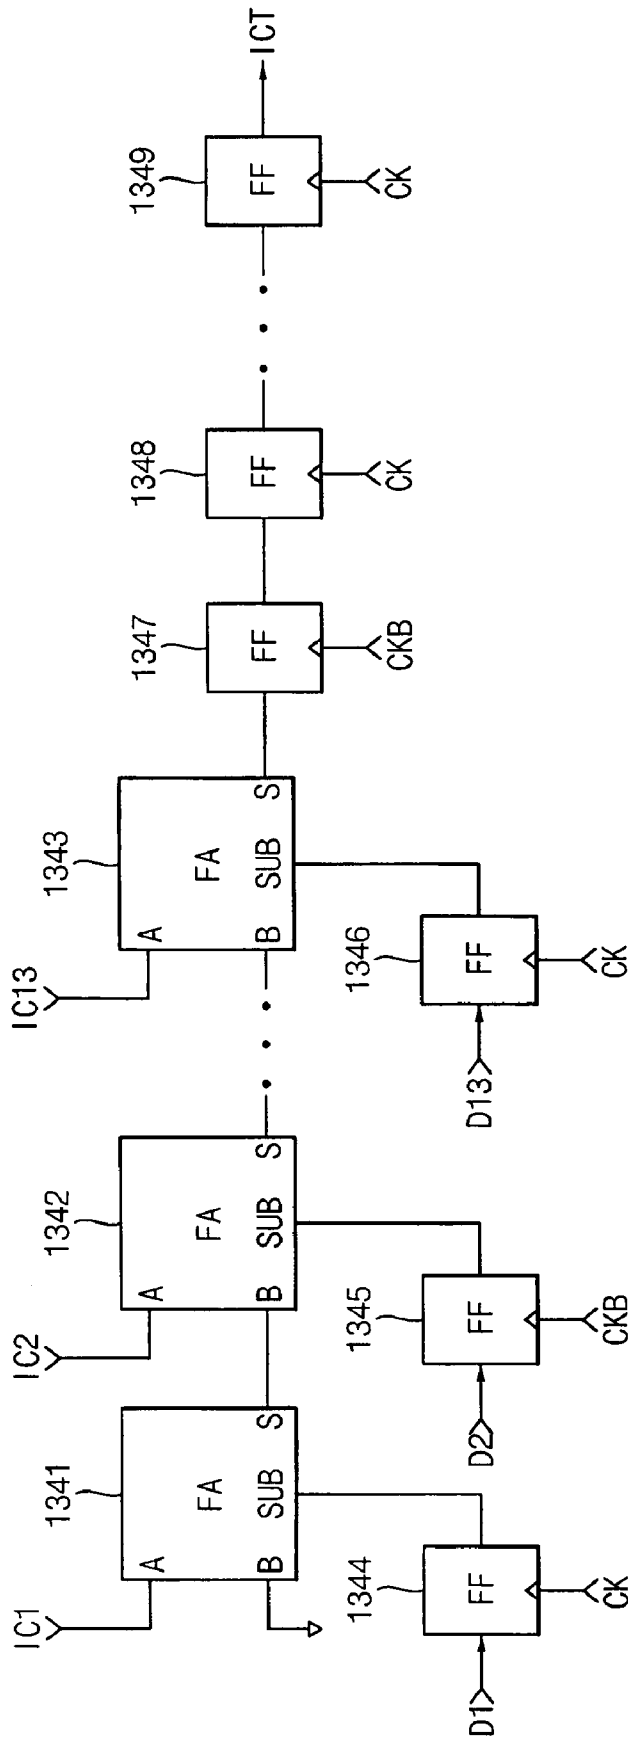 IC1
IC2
IC13
1341
1342
1343
1347
1348
1349
A
FA
B
SUB
S
A
FA
B
SUB
S
A
FA
B
SUB
S
FF
FF
FF
ICT
CKB
CK
CK
1344
1345
1346
D1
FF
CK
D2
FF
CKB
D13
FF
CK